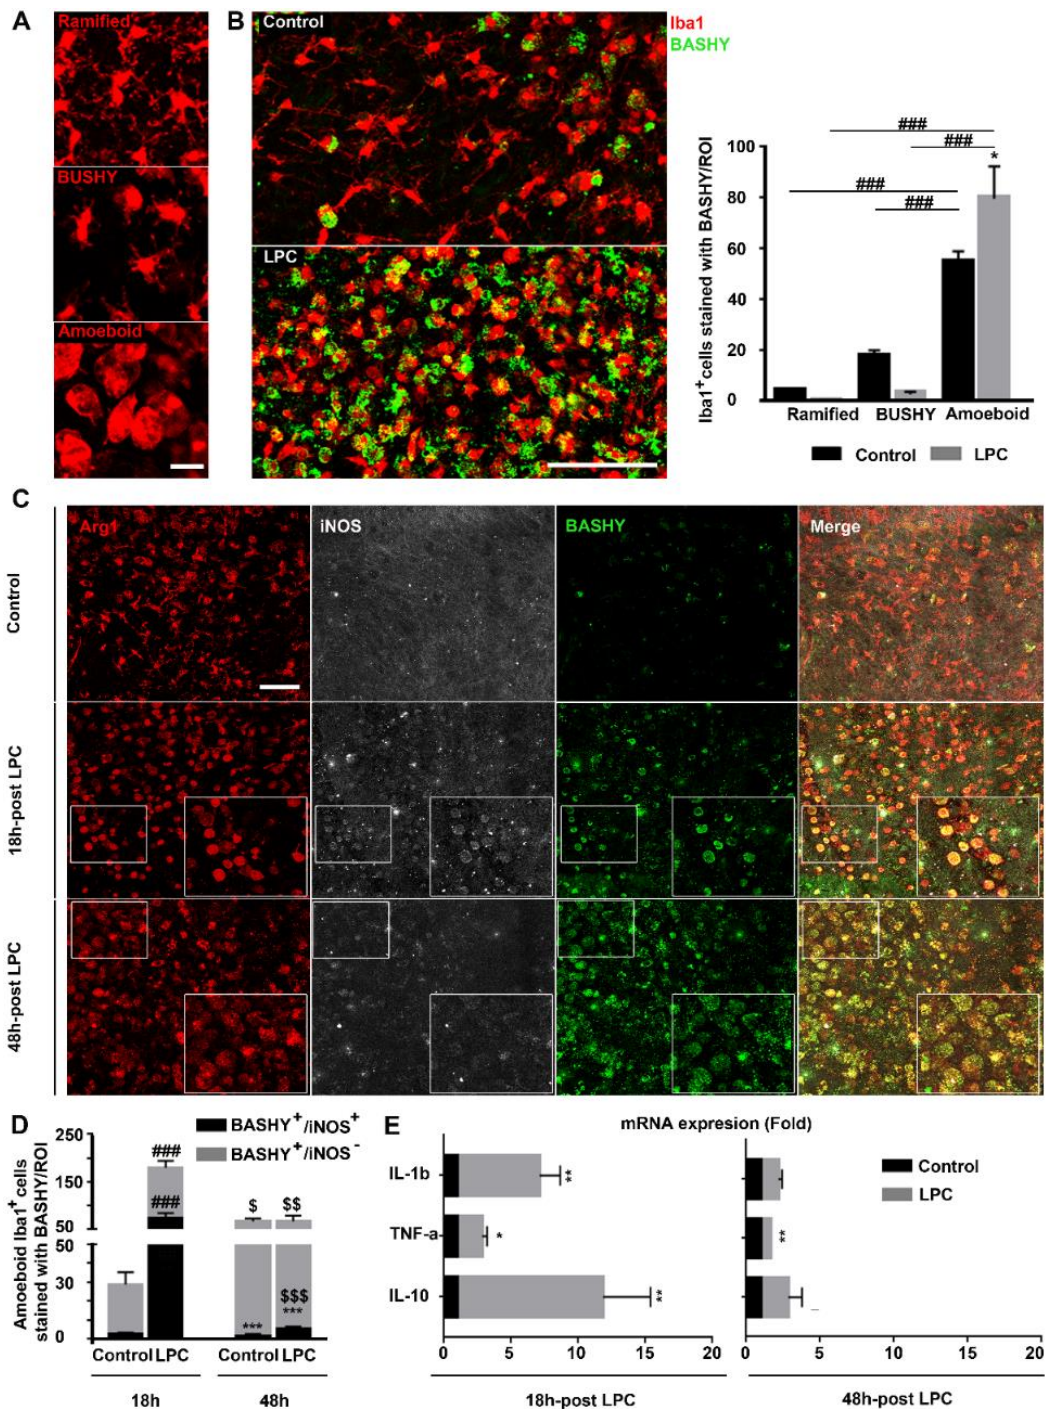 A
Ramified
BUSHY
Amoeboid
B
Control
LPC
Iba1
BASHY
Iba1+cells stained with BASHY/ROI
100
80
60
40
20
0
###
###
*
###
###
Ramified
BUSHY
Amoeboid
Control
LPC
C
Arg1
iNOS
BASHY
Merge
Control
18h-post LPC
48h-post LPC
D
Amoeboid Iba1+cells
stained with BASHY/ROI
250
150
50
50
30
0
BASHY+/iNOS+
BASHY+/iNOS-
###
###
$
$$
$$$
***
***
Control LPC
Control LPC
18h
48h
E
mRNA expresion (Fold)
IL-1b
TNF-a
IL-10
**
*
**
**
Control
LPC
0 5 10 15 20
0 5 10 15 20
18h-post LPC
48h-post LPC